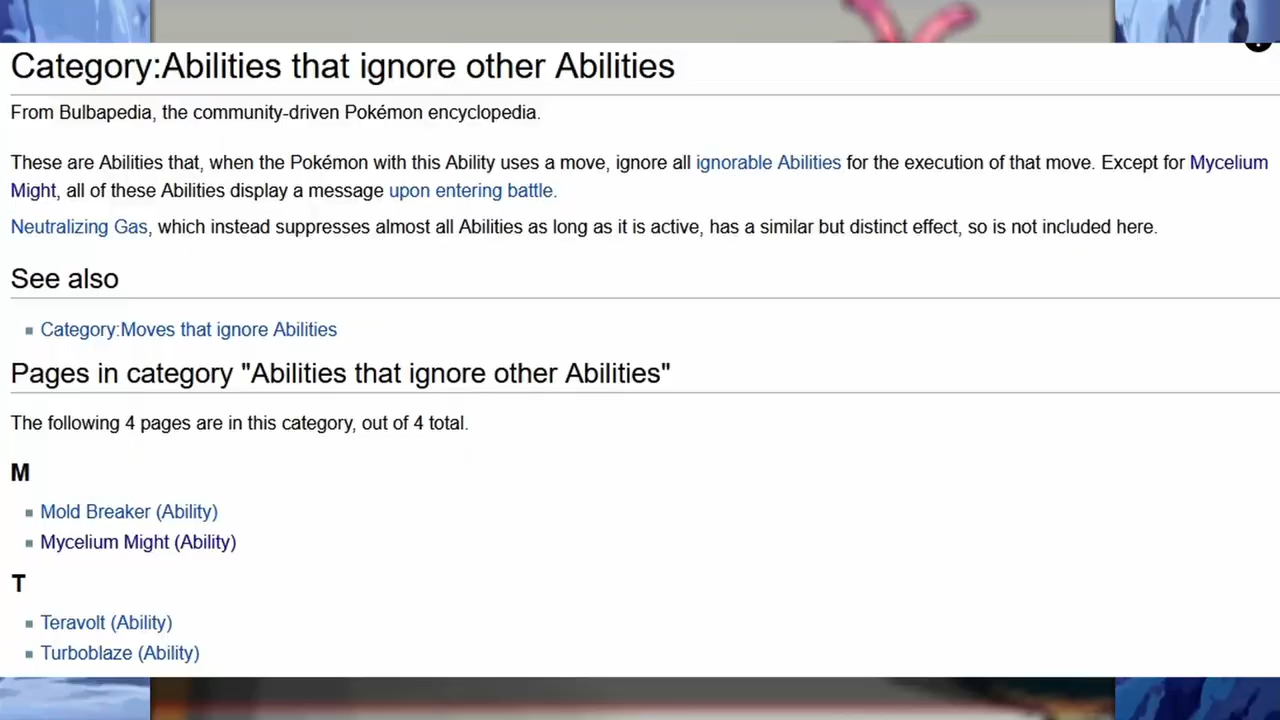 Category:Abilities that ignore other Abilities
From Bulbapedia, the community-driven Pokémon encyclopedia.
These are Abilities that, when the Pokémon with this Ability uses a move, ignore all ignorable Abilities for the execution of that move. Except for Mycelium
Might, all of these Abilities display a message upon entering battle.
Neutralizing Gas, which instead suppresses almost all Abilities as long as it is active, has a similar but distinct effect, so is not included here.
See also
Category:Moves that ignore Abilities
Pages in category "Abilities that ignore other Abilities"
The following 4 pages are in this category, out of 4 total.
M
Mold Breaker (Ability)
Mycelium Might (Ability)
T
Teravolt (Ability)
Turboblaze (Ability)